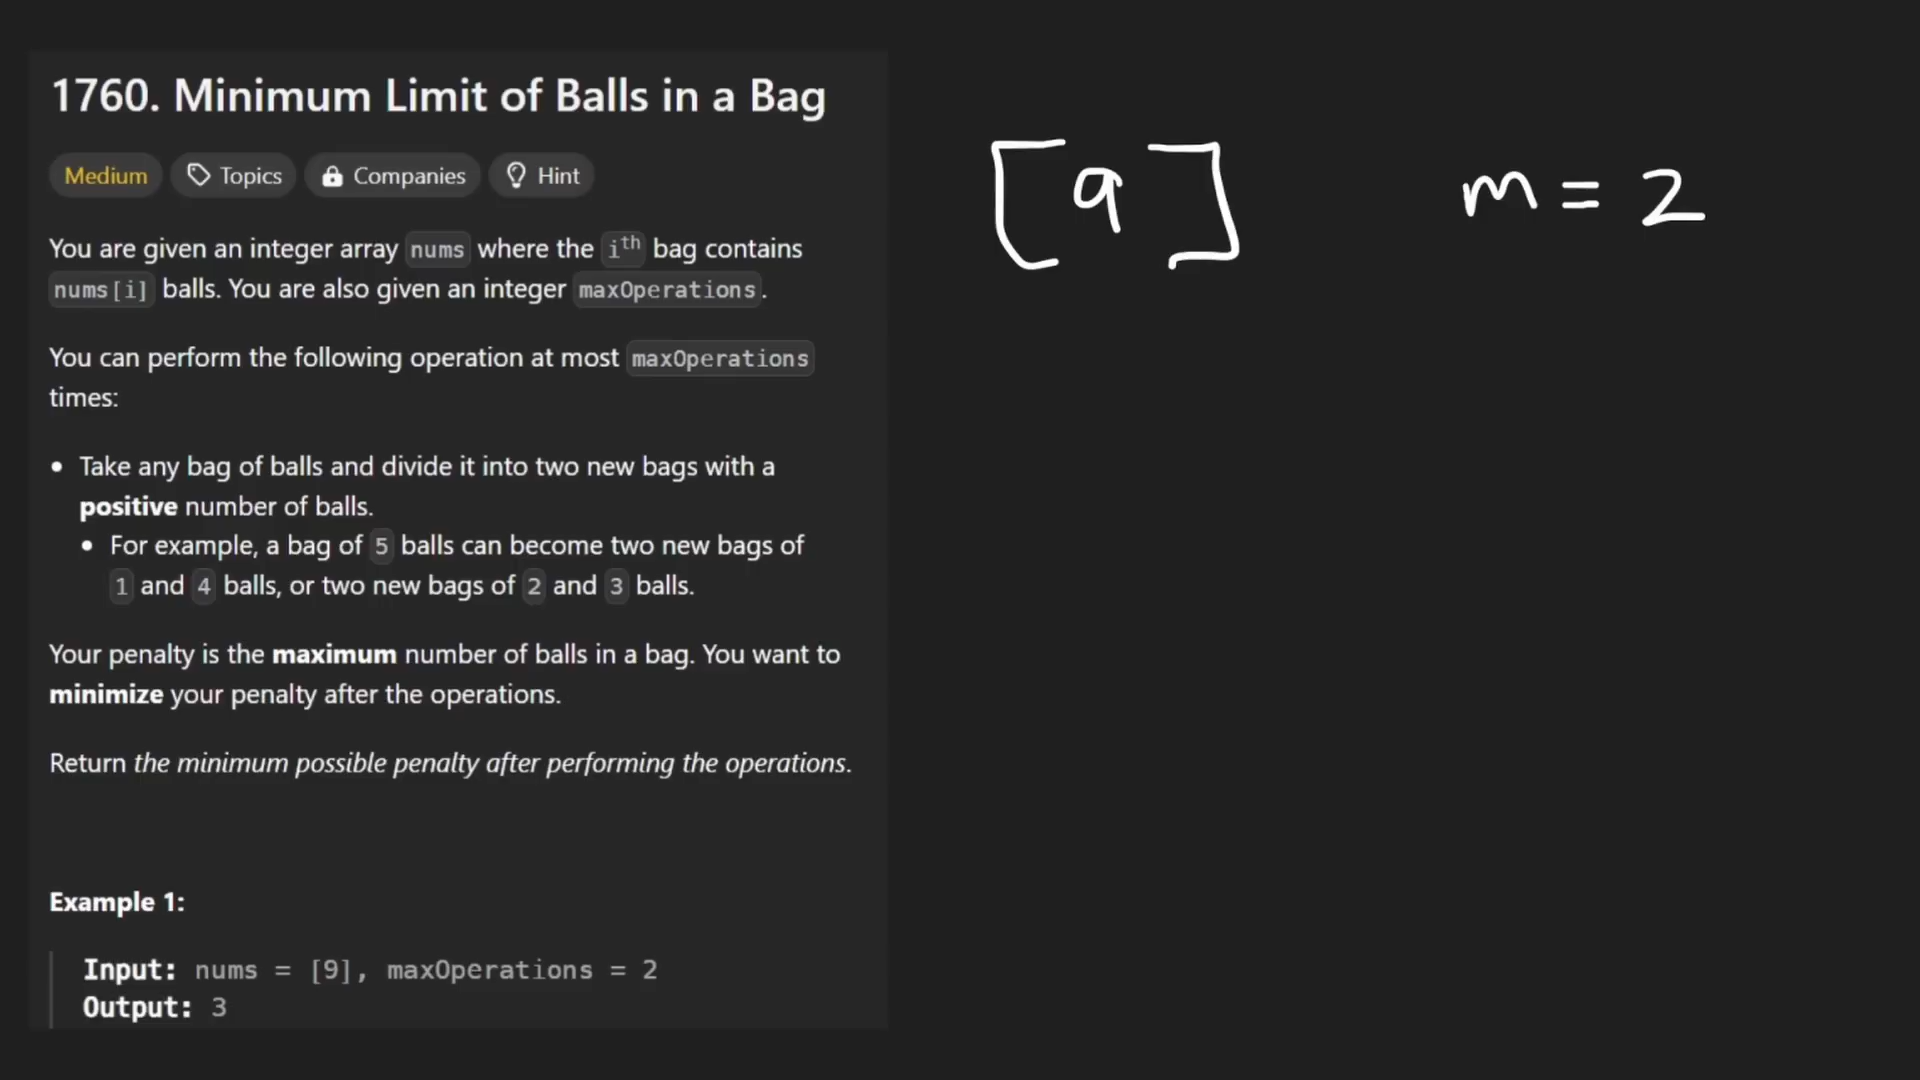 1760. Minimum Limit of Balls in a Bag
Medium Topics Companies Hint
You are given an integer array nums where the ith bag contains
nums[i] balls. You are also given an integer maxOperations.
You can perform the following operation at most maxOperations
times:
• Take any bag of balls and divide it into two new bags with a
positive number of balls.
• For example, a bag of 5 balls can become two new bags of
1 and 4 balls, or two new bags of 2 and 3 balls.
Your penalty is the maximum number of balls in a bag. You want to
minimize your penalty after the operations.
Return the minimum possible penalty after performing the operations.
Example 1:
Input: nums = [9], maxOperations = 2
Output: 3
[9] m = 2